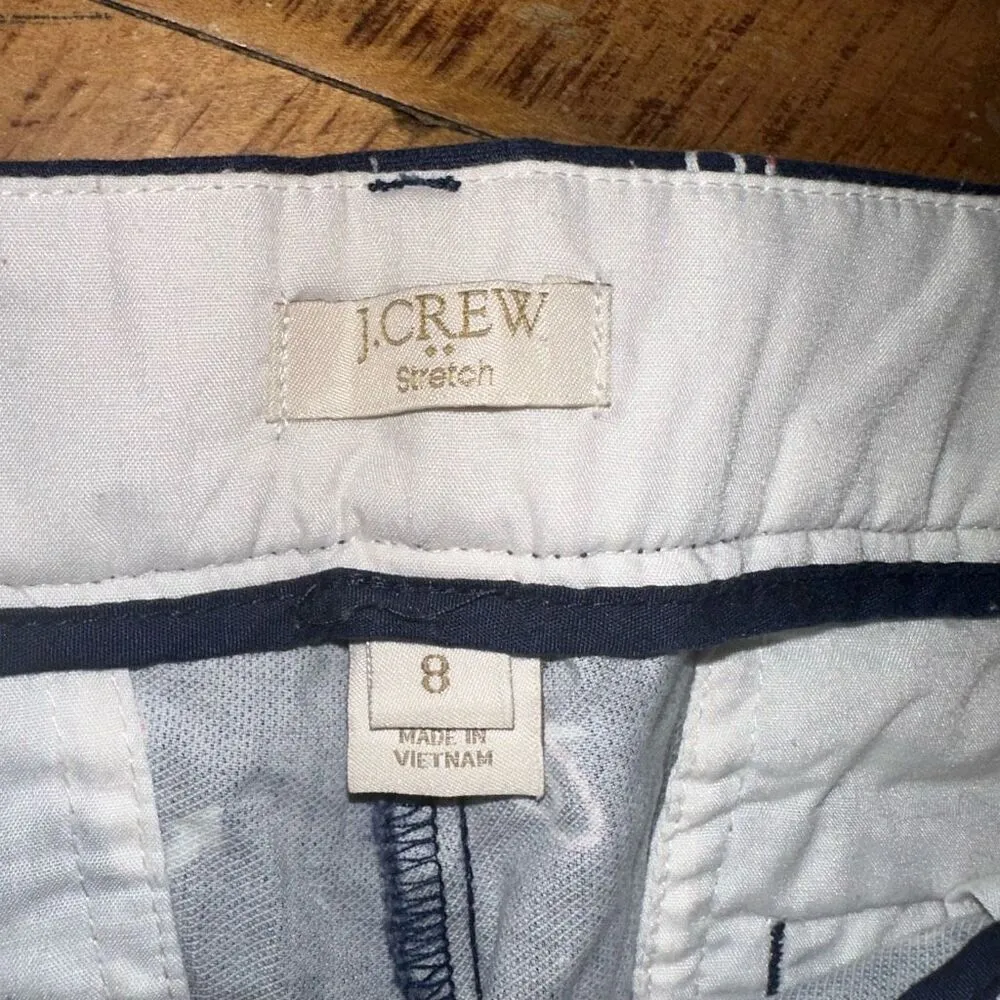 J.CREW
stretch
8
MADE IN
VIETNAM